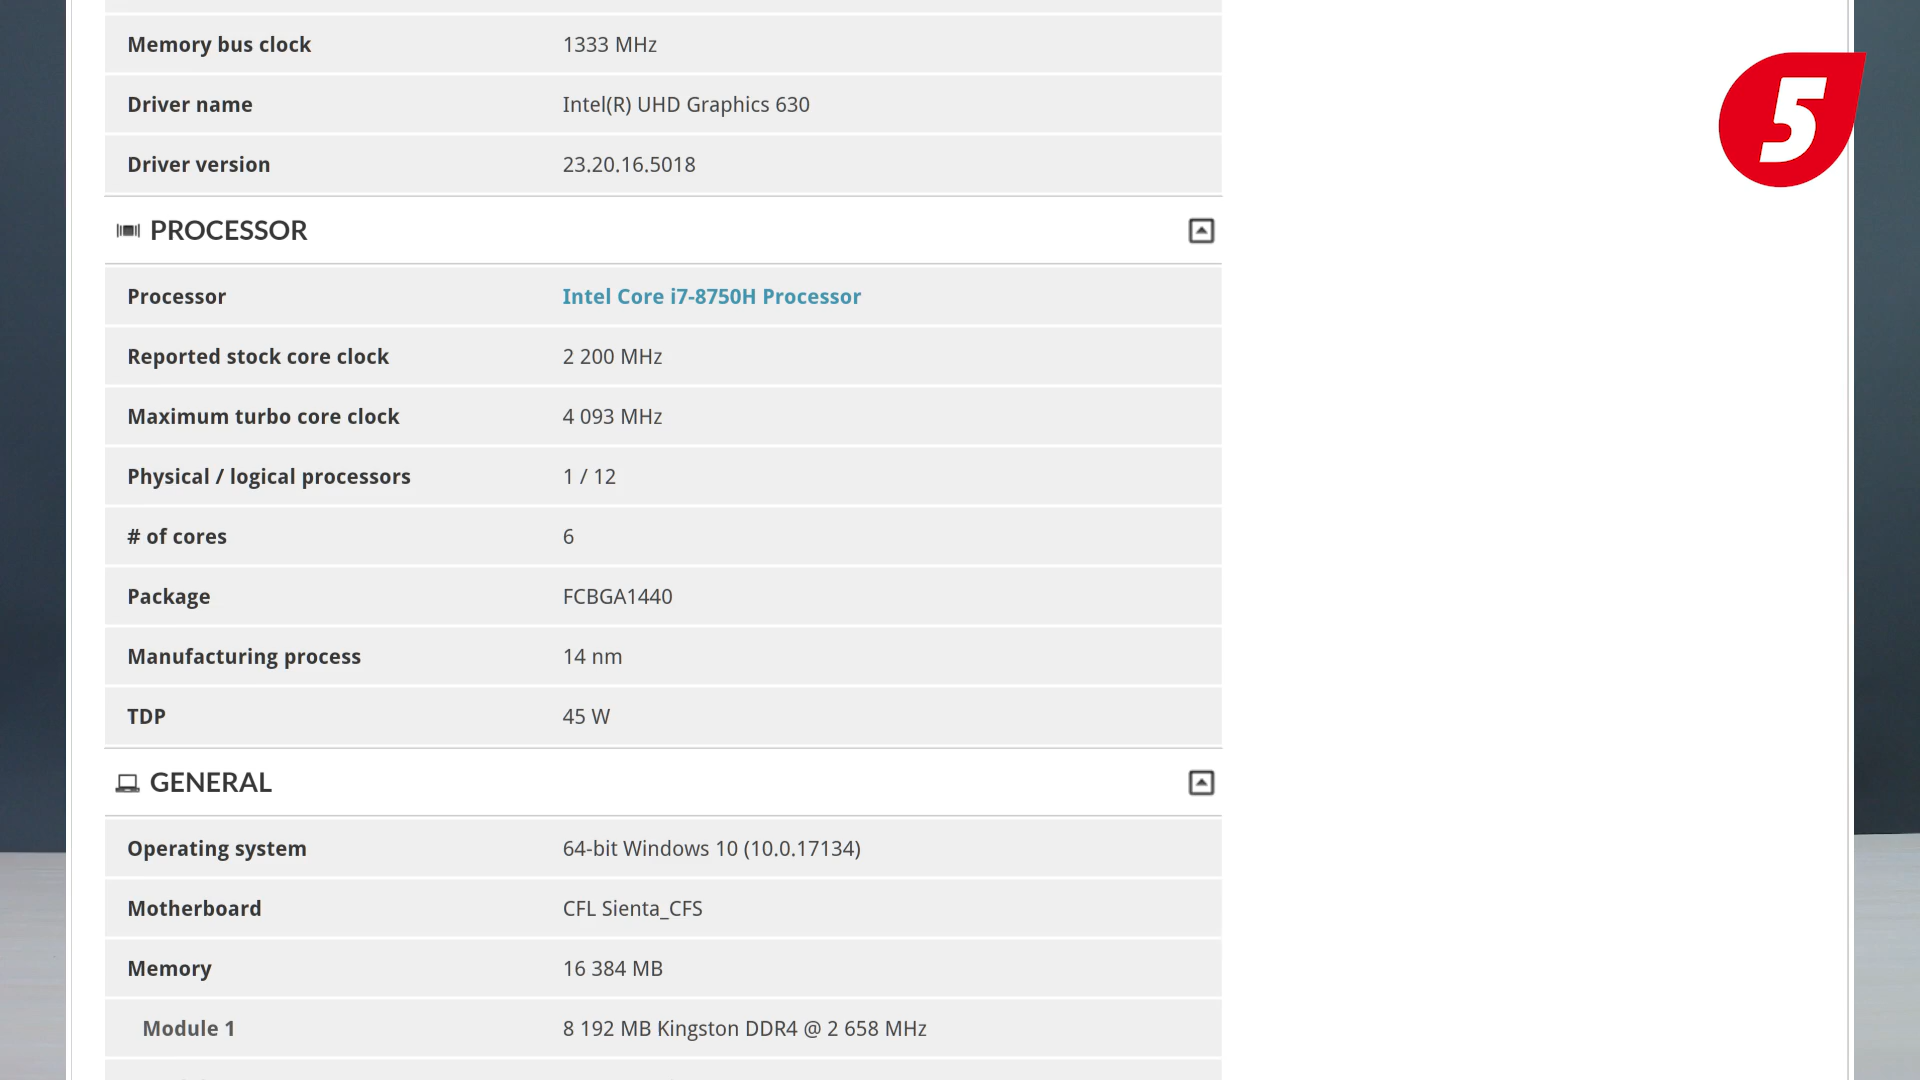 Memory bus clock 1333 MHz
Driver name Intel(R) UHD Graphics 630
Driver version 23.20.16.5018
PROCESSOR
Processor Intel Core i7-8750H Processor
Reported stock core clock 2 200 MHz
Maximum turbo core clock 4 093 MHz
Physical / logical processors 1 / 12
# of cores 6
Package FCBGA1440
Manufacturing process 14 nm
TDP 45 W
GENERAL
Operating system 64-bit Windows 10 (10.0.17134)
Motherboard CFL Sienta_CFS
Memory 16 384 MB
Module 1 8 192 MB Kingston DDR4 @ 2 658 MHz
5